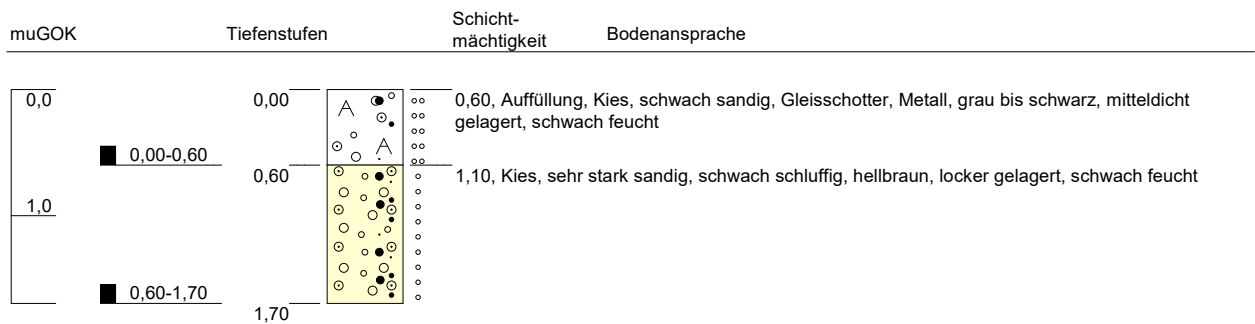 muGOK Tiefenstufen Schicht-
mächtigkeit Bodenansprache
0,0 0,00 0,60, Auffüllung, Kies, schwach sandig, Gleisschotter, Metall, grau bis schwarz, mitteldicht
gelagert, schwach feucht
A
A
0,00-0,60
0,60 1,10, Kies, sehr stark sandig, schwach schluffig, hellbraun, locker gelagert, schwach feucht
1,0
0,60-1,70
1,70